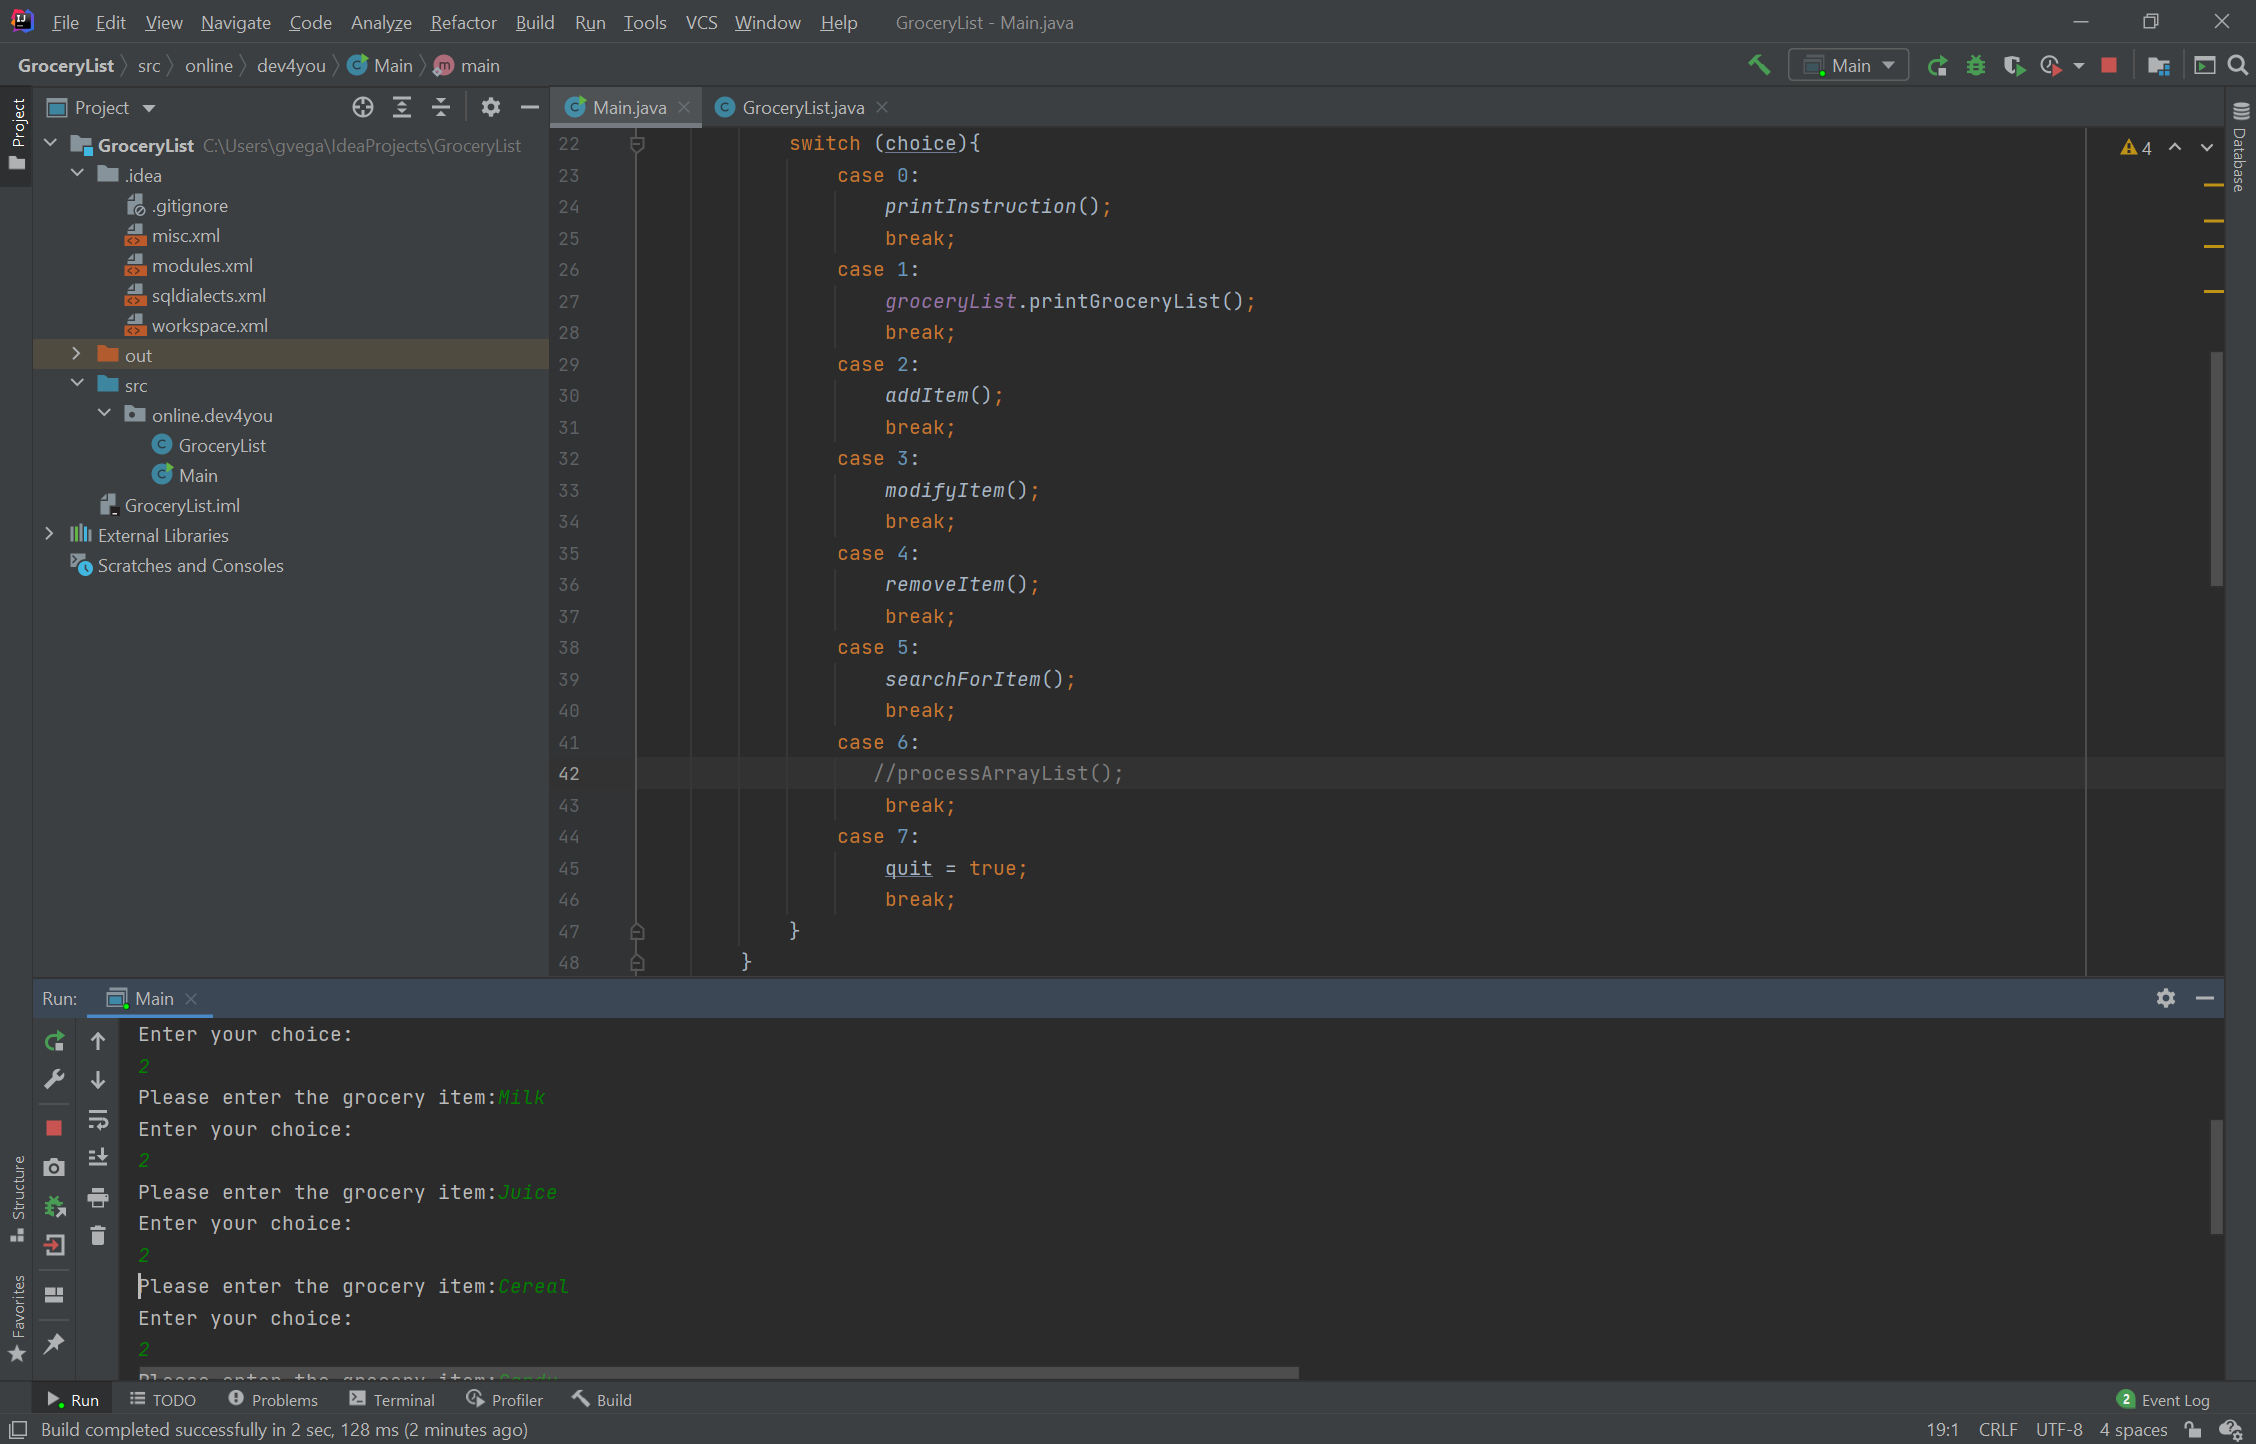 File Edit View Navigate Code Analyze Refactor Build Run Tools VCS Window Help GroceryList - Main.java
GroceryList src online dev4you Main main
Main
Project
Project
Main.java
GroceryList.java
GroceryList C:\Users\gvega\IdeaProjects\GroceryList
.idea
.gitignore
misc.xml
modules.xml
sqldialects.xml
workspace.xml
out
src
online.dev4you
GroceryList
Main
GroceryList.iml
External Libraries
Scratches and Consoles
4
Database
22 switch (choice){
23 case 0:
24 printInstruction();
25 break;
26 case 1:
27 groceryList.printGroceryList();
28 break;
29 case 2:
30 addItem();
31 break;
32 case 3:
33 modifyItem();
34 break;
35 case 4:
36 removeItem();
37 break;
38 case 5:
39 searchForItem();
40 break;
41 case 6:
42 //processArrayList();
43 break;
44 case 7:
45 quit = true;
46 break;
47 }
48 }
Run: Main
Structure
Favorites
Enter your choice:
2
Please enter the grocery item:Milk
Enter your choice:
2
Please enter the grocery item:Juice
Enter your choice:
2
Please enter the grocery item:Cereal
Enter your choice:
2
Please enter the grocery item:Candy
Run TODO Problems Terminal Profiler Build 2 Event Log
Build completed successfully in 2 sec, 128 ms (2 minutes ago) 19:1 CRLF UTF-8 4 spaces